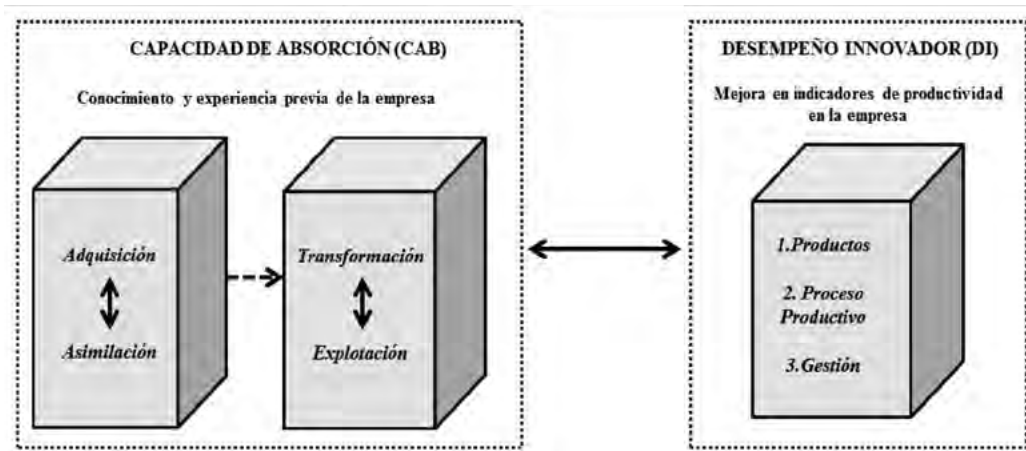 CAPACIDAD DE ABSORCIÓN (CAB)
Conocimiento y experiencia previa de la empresa
Adquisición
Asimilación
Transformación
Explotación
DESEMPEÑO INNOVADOR (DI)
Mejora en indicadores de productividad
en la empresa
1.Productos
2. Proceso
Productivo
3.Gestión